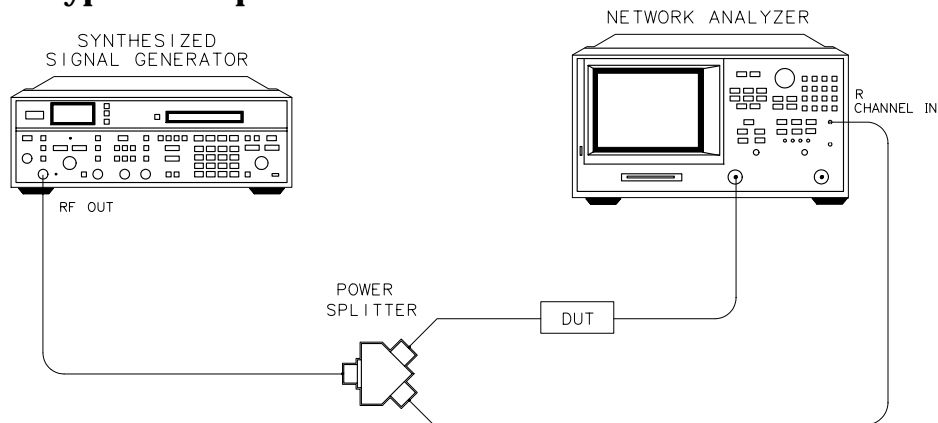 NETWORK ANALYZER
SYNTHESIZED
SIGNAL GENERATOR
R
CHANNEL IN
RF OUT
POWER
SPLITTER
DUT